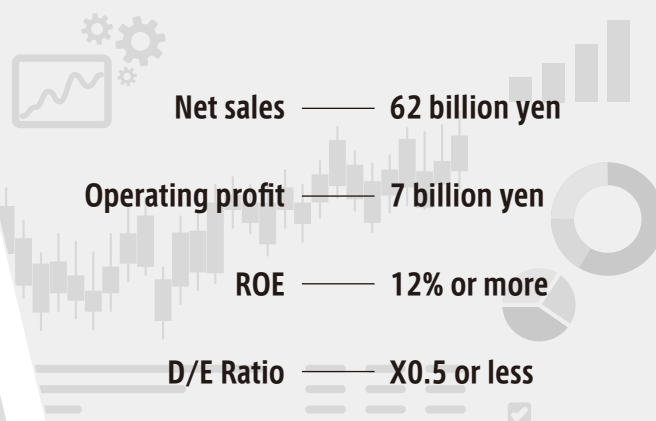 Net sales 62 billion yen
Operating profit 7 billion yen
ROE 12% or more
D/E Ratio X0.5 or less